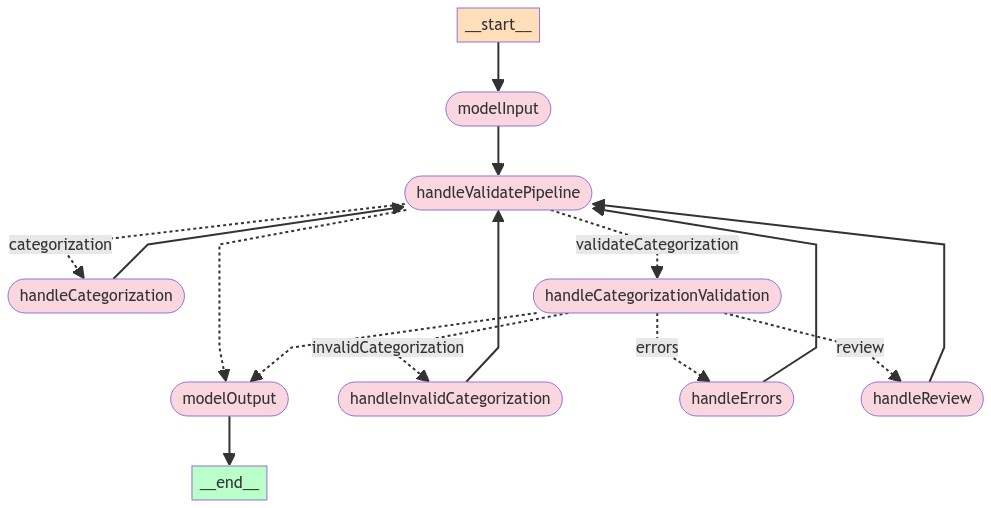 __start__
modelInput
handleValidatePipeline
categorization
validateCategorization
handleCategorization
handleCategorizationValidation
invalidCategorization
errors
review
modelOutput
handleInvalidCategorization
handleErrors
handleReview
__end__